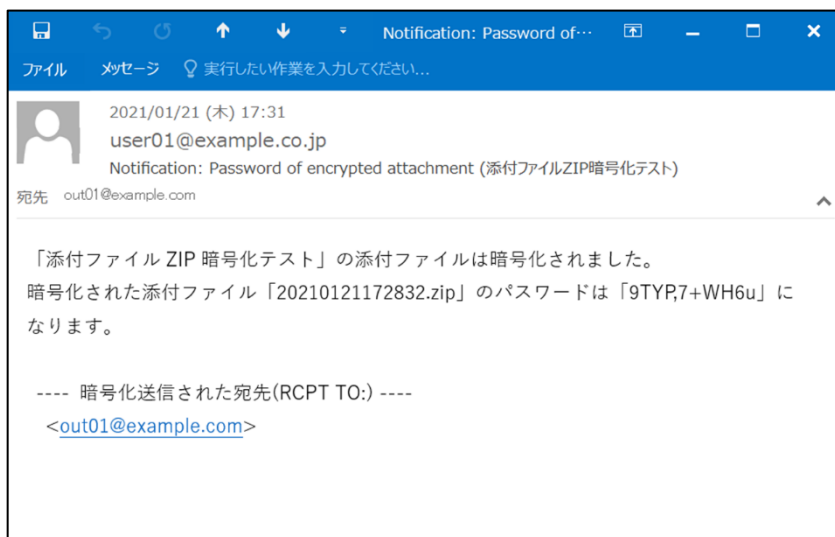 Notification: Password of…
ファイル メッセージ 実行したい作業を入力してください...
2021/01/21 (木) 17:31
user01@example.co.jp
Notification: Password of encrypted attachment (添付ファイルZIP暗号化テスト)
宛先 out01@example.com
「添付ファイル ZIP 暗号化テスト」の添付ファイルは暗号化されました。
暗号化された添付ファイル「20210121172832.zip」のパスワードは「9TYP,7+WH6u」に
なります。
---- 暗号化送信された宛先(RCPT TO:) ----
<out01@example.com>